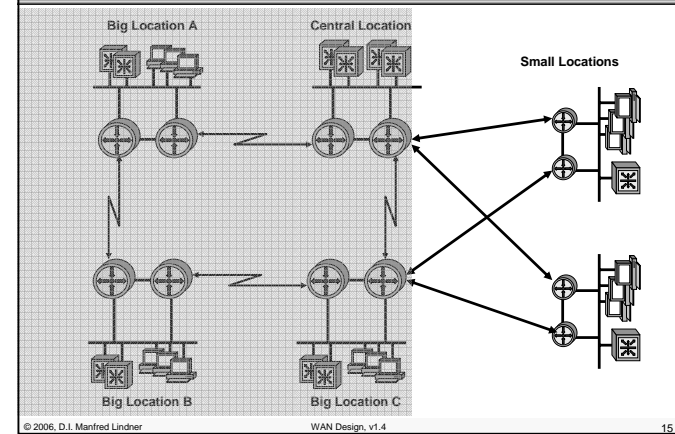 Big Location A
Central Location
Small Locations
Big Location B
Big Location C
© 2006, D.I. Manfred Lindner
WAN Design, v1.4
15